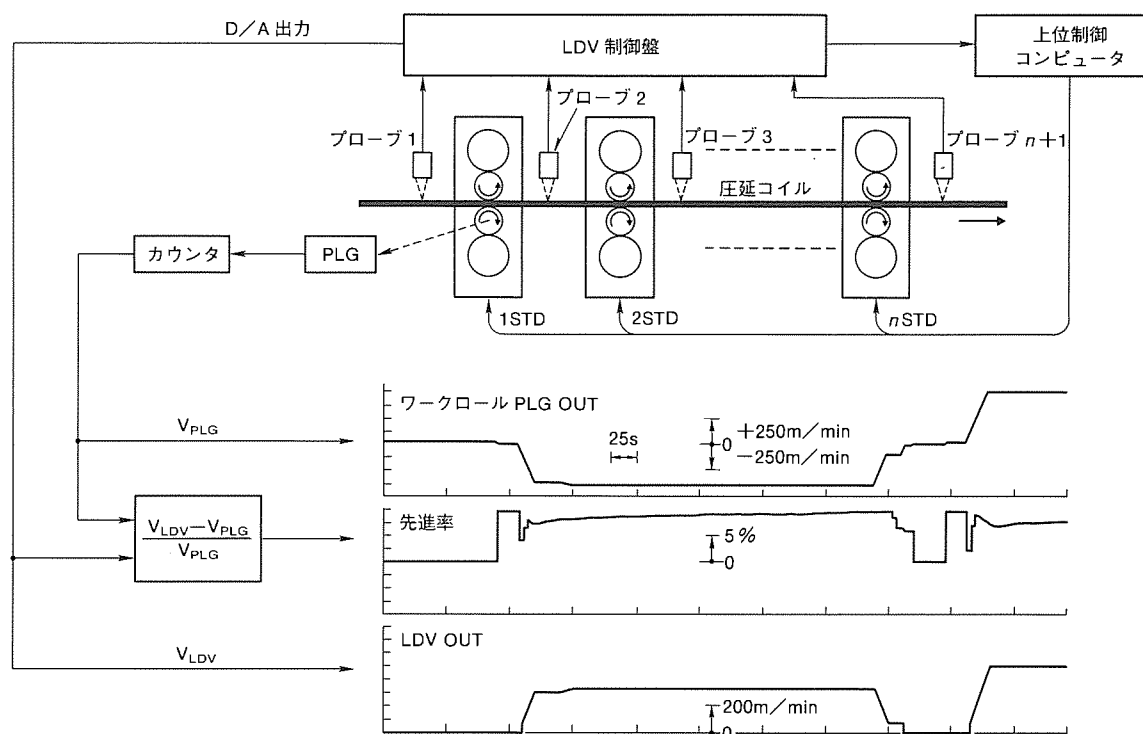 D／A 出力
LDV 制御盤
上位制御
コンピュータ
プローブ 1
プローブ 2
プローブ 3
プローブ n＋1
圧延コイル
カウンタ
PLG
1STD
2STD
nSTD
ワークロール PLG OUT
VPLG
25s
0
＋250m／min
－250m／min
先進率
VLDV－VPLG
VPLG
5％
0
LDV OUT
VLDV
200m／min
0